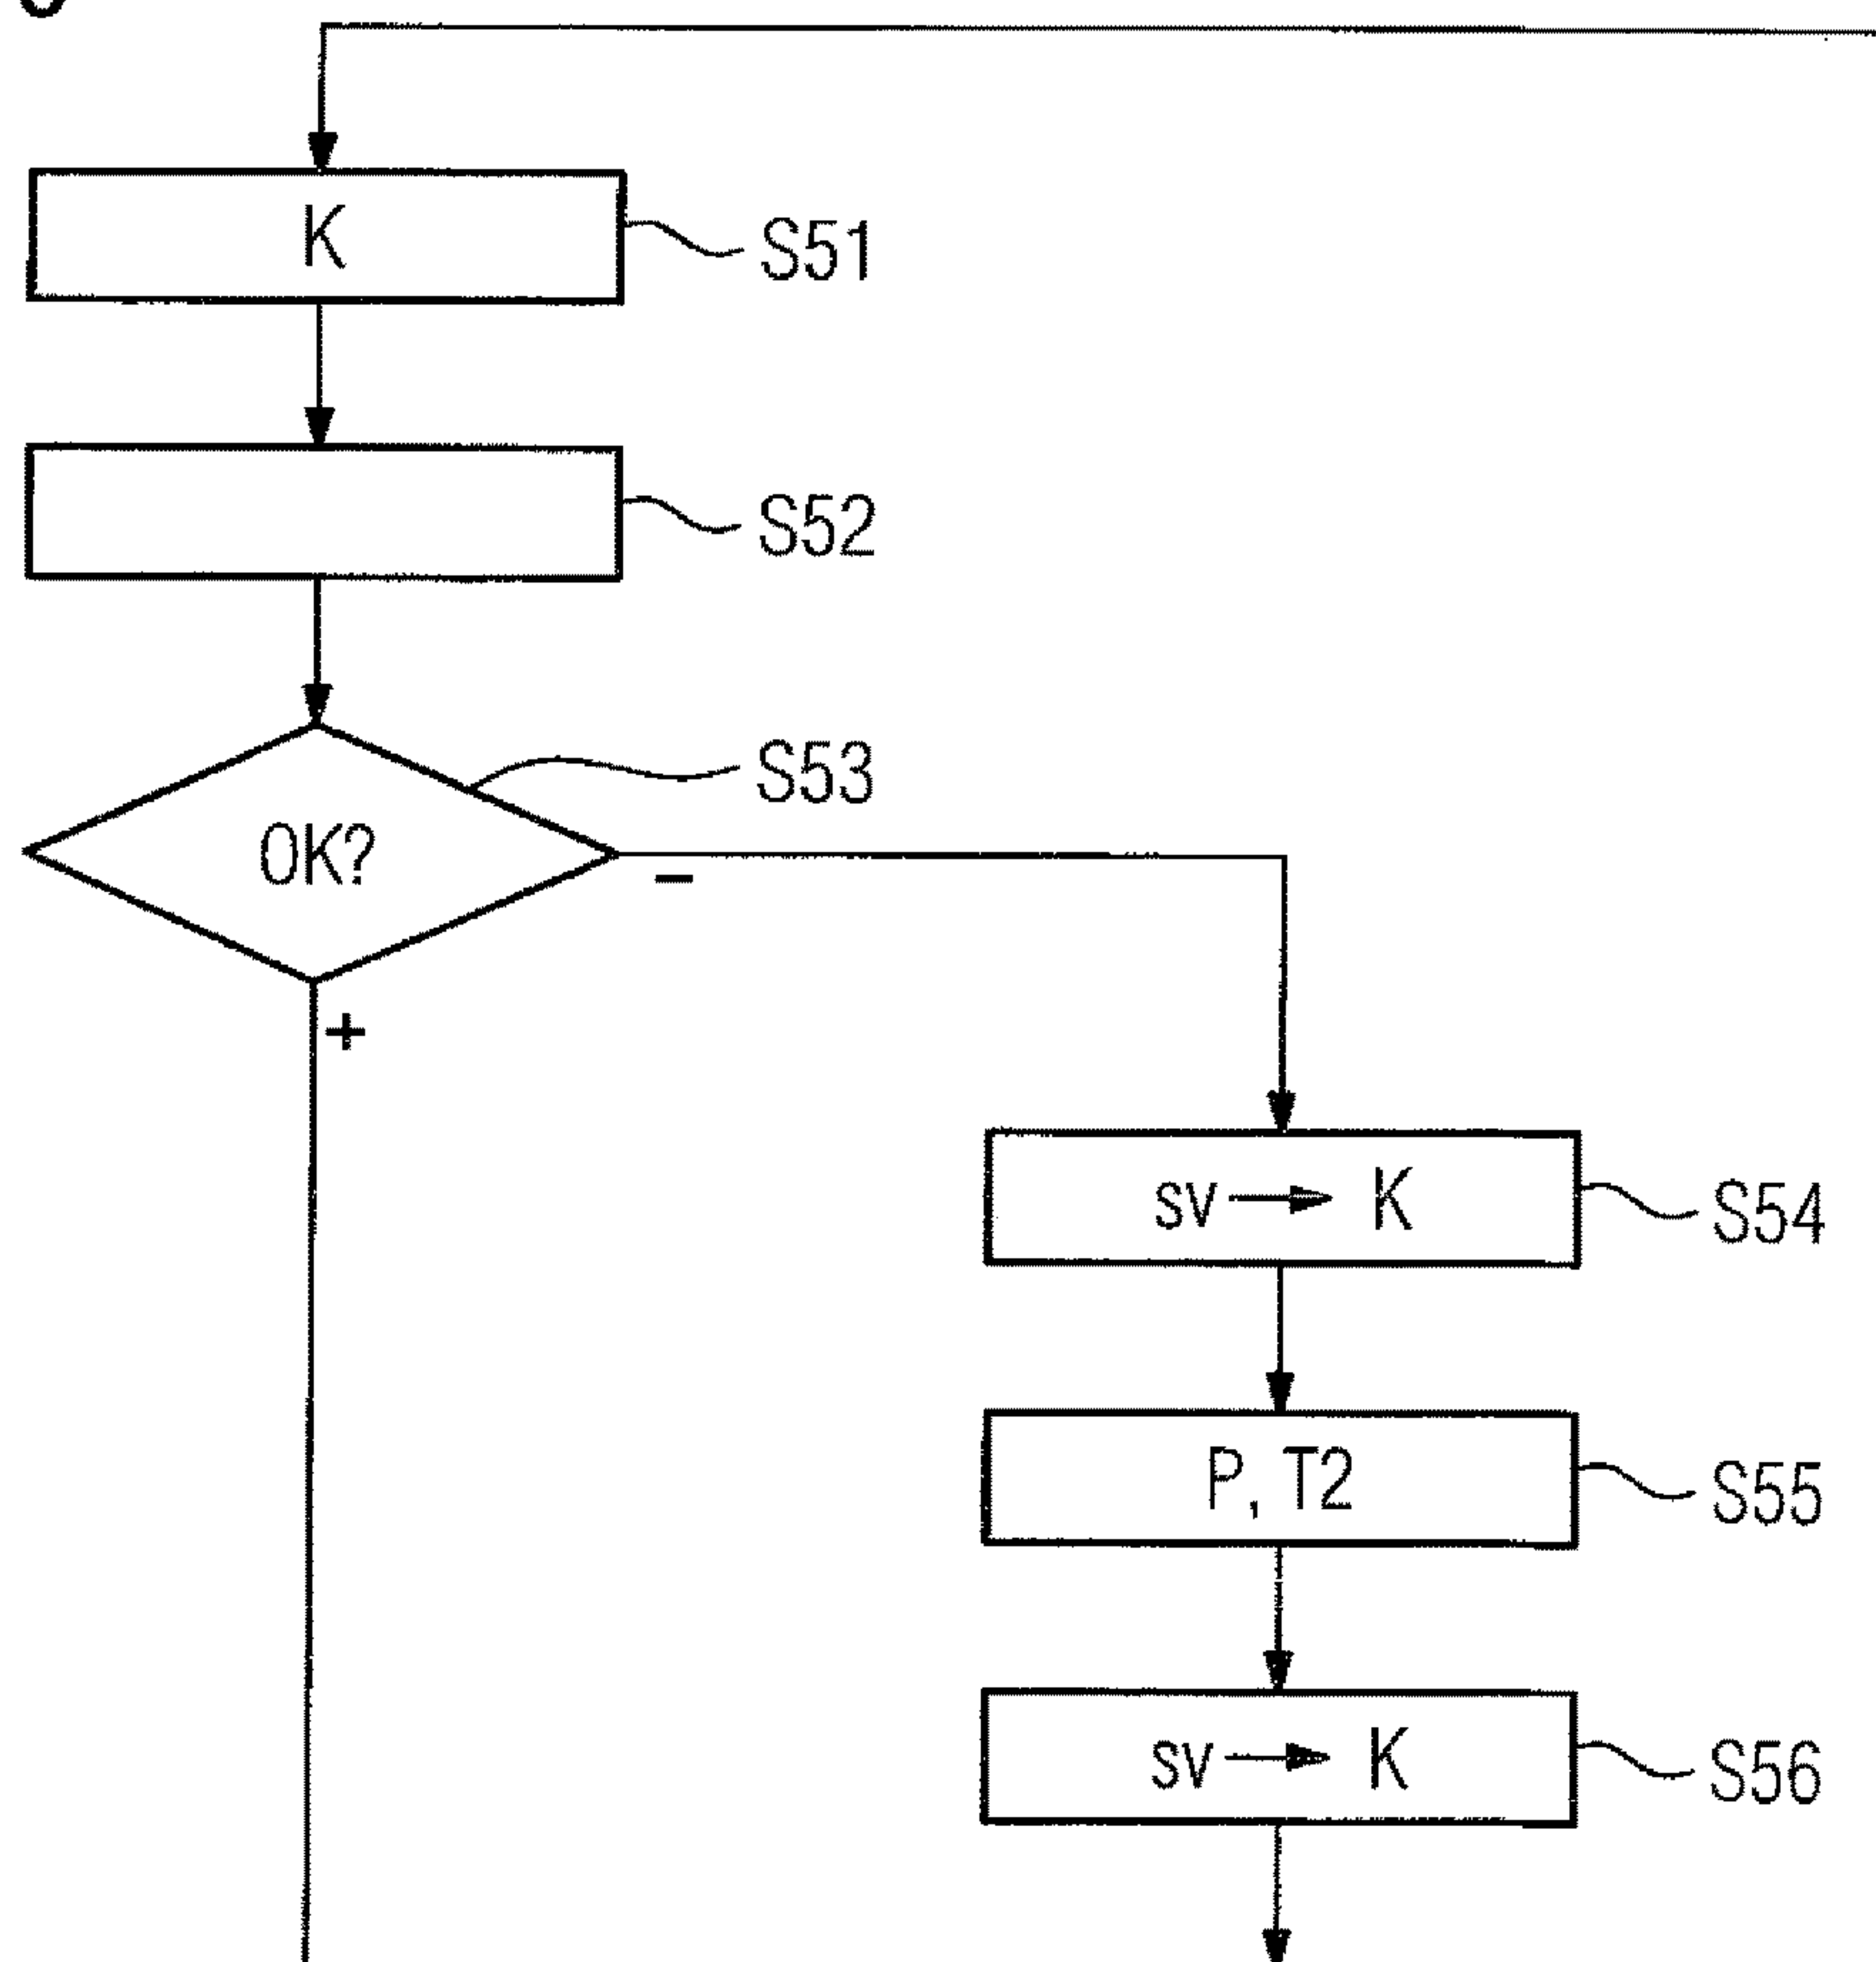 K
S51
S52
S53
OK?
−
+
sv → K
S54
P, T2
S55
sv → K
S56